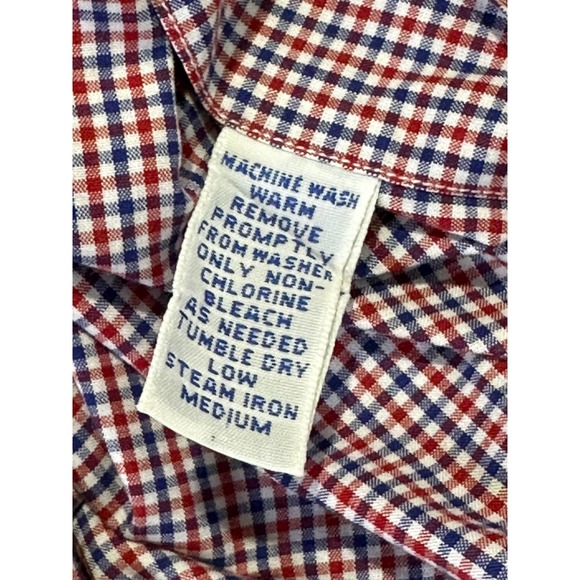 MACHINE WASH
WARM
REMOVE
PROMPTLY
FROM WASHER
ONLY NON-
CHLORINE
BLEACH
AS NEEDED
TUMBLE DRY
LOW
STEAM IRON
MEDIUM